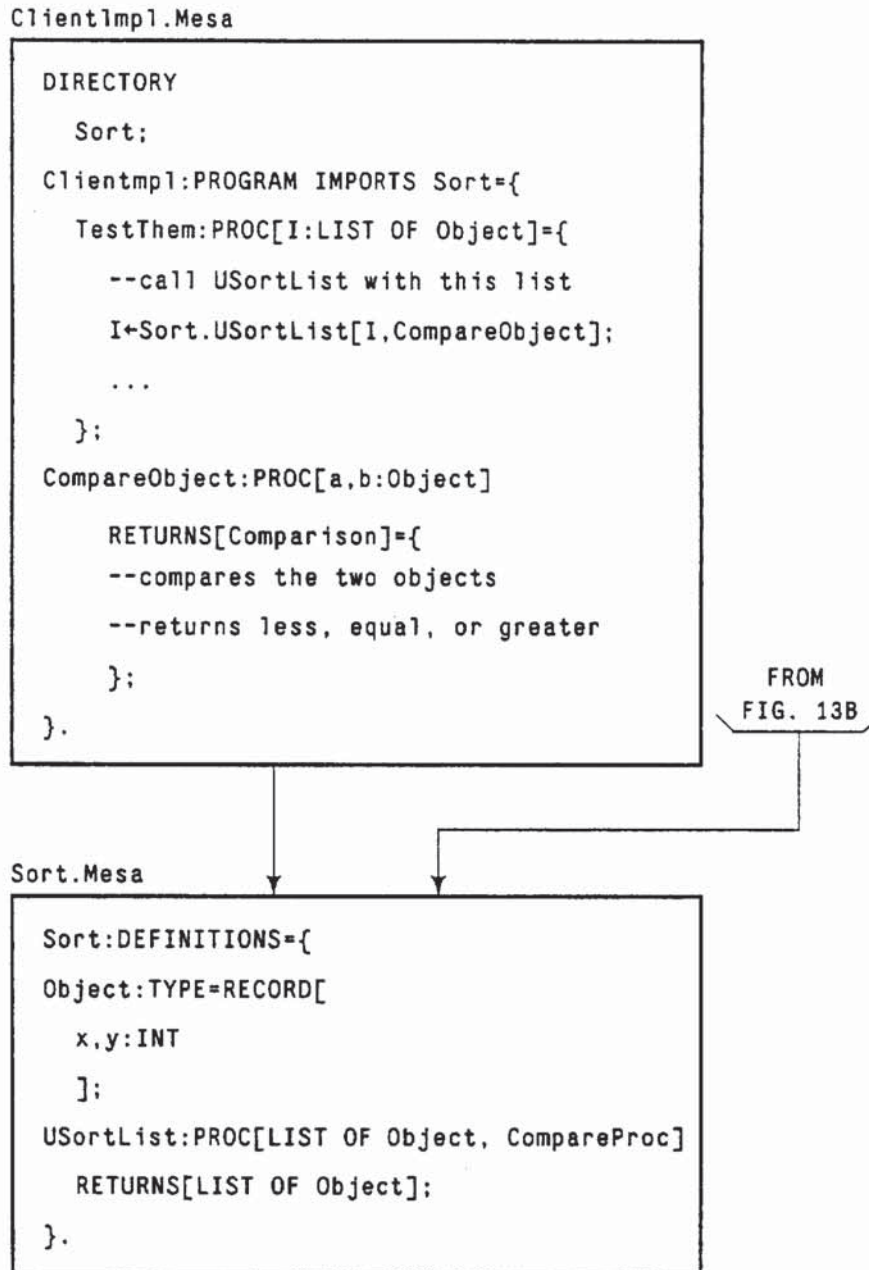 ClientImpl.Mesa
DIRECTORY
Sort;
Clientmpl:PROGRAM IMPORTS Sort={
TestThem:PROC[I:LIST OF Object]={
--call USortList with this list
I←Sort.USortList[I,CompareObject];
...
};
CompareObject:PROC[a,b:Object]
RETURNS[Comparison]={
--compares the two objects
--returns less, equal, or greater
};
}.
FROM
FIG. 13B
Sort.Mesa
Sort:DEFINITIONS={
Object:TYPE=RECORD[
x,y:INT
];
USortList:PROC[LIST OF Object, CompareProc]
RETURNS[LIST OF Object];
}.